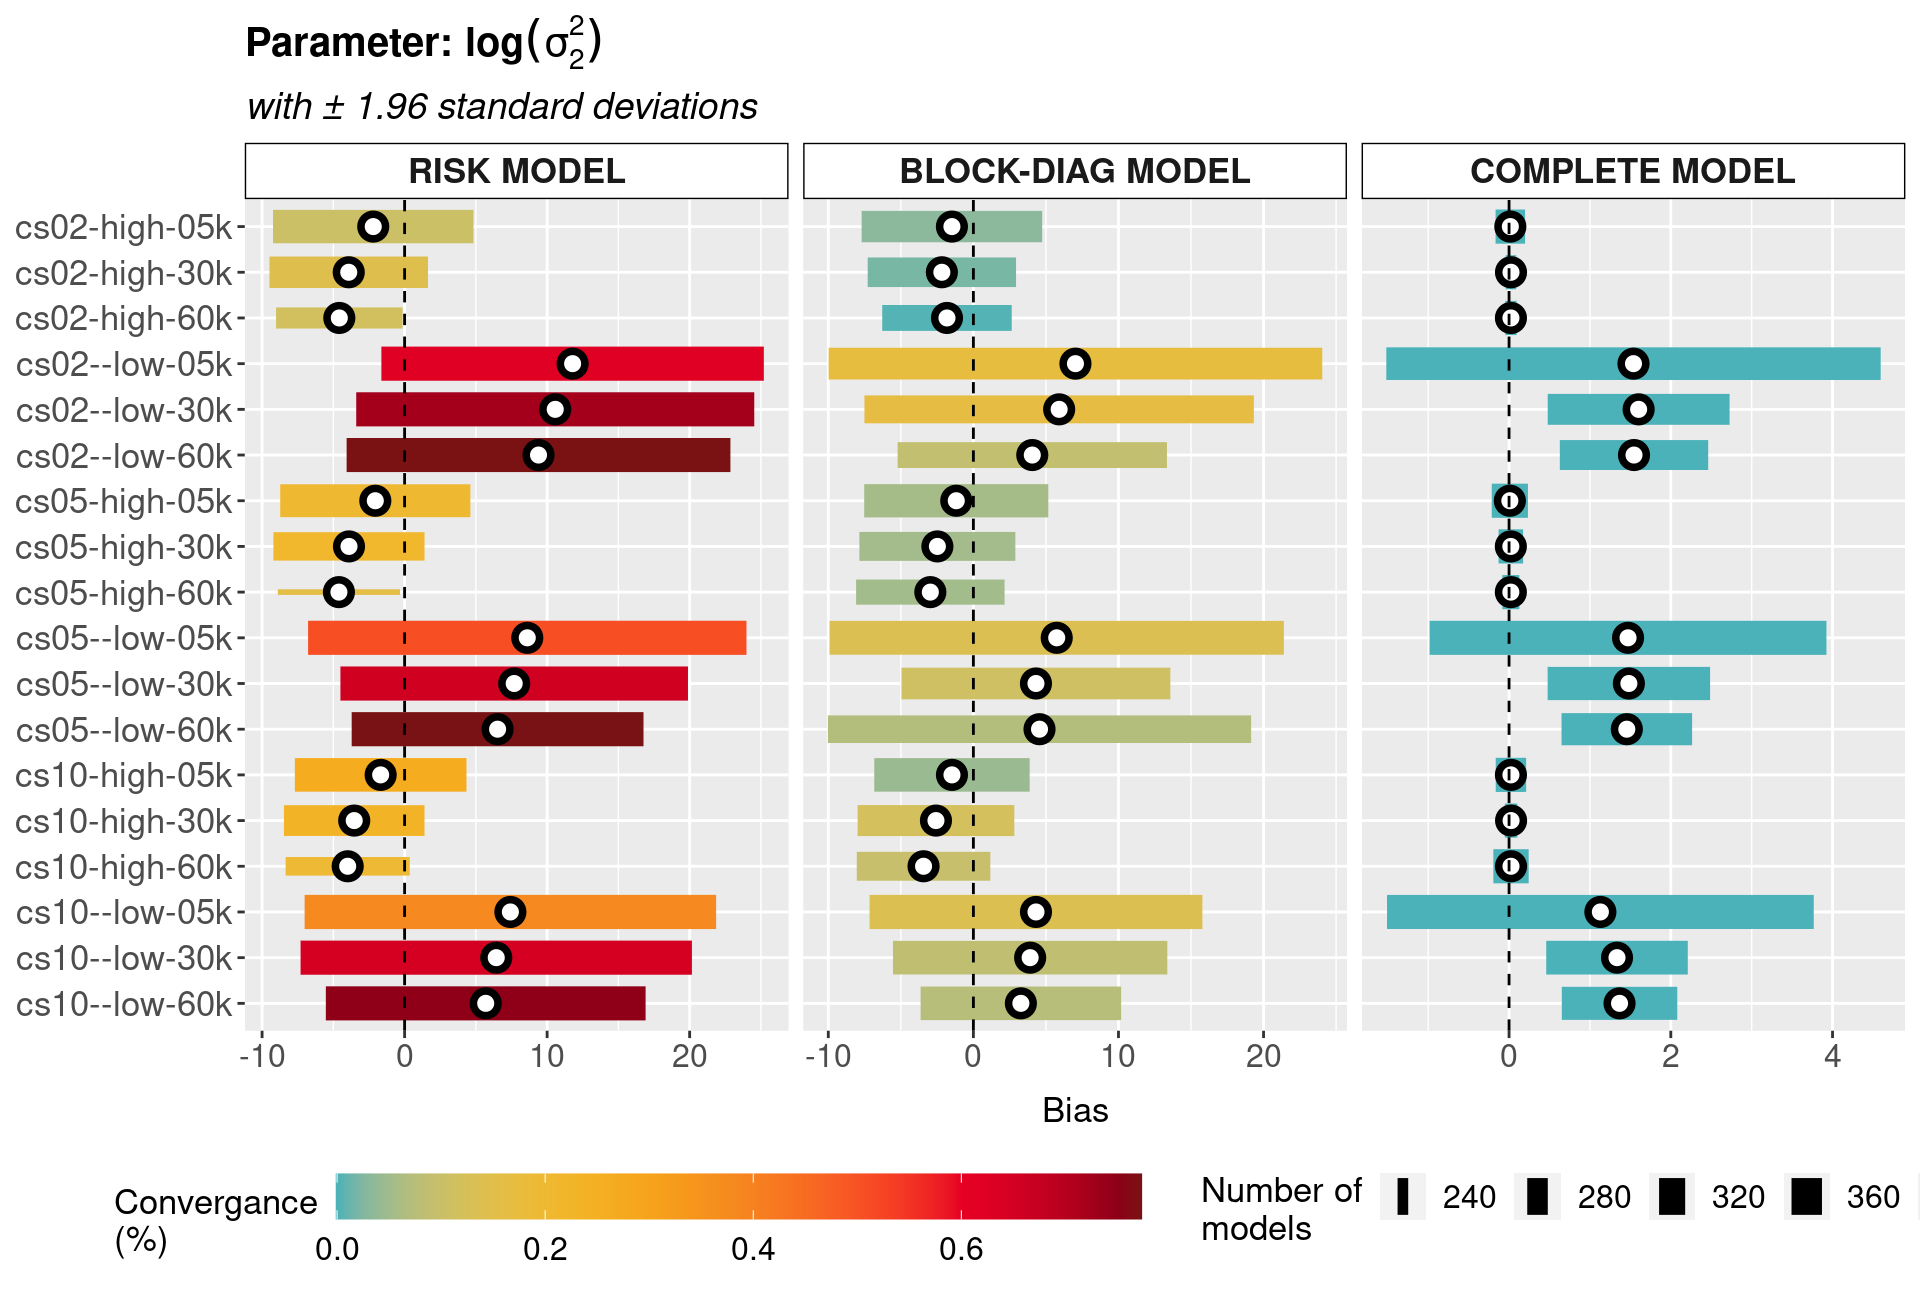 Parameter: log(σ₂²)
with ± 1.96 standard deviations
RISK MODEL BLOCK-DIAG MODEL COMPLETE MODEL
cs02-high-05k
cs02-high-30k
cs02-high-60k
cs02--low-05k
cs02--low-30k
cs02--low-60k
cs05-high-05k
cs05-high-30k
cs05-high-60k
cs05--low-05k
cs05--low-30k
cs05--low-60k
cs10-high-05k
cs10-high-30k
cs10-high-60k
cs10--low-05k
cs10--low-30k
cs10--low-60k
-10 0 10 20 -10 0 10 20 0 2 4
Bias
Convergance
(%)
0.0 0.2 0.4 0.6
Number of
models
240 280 320 360